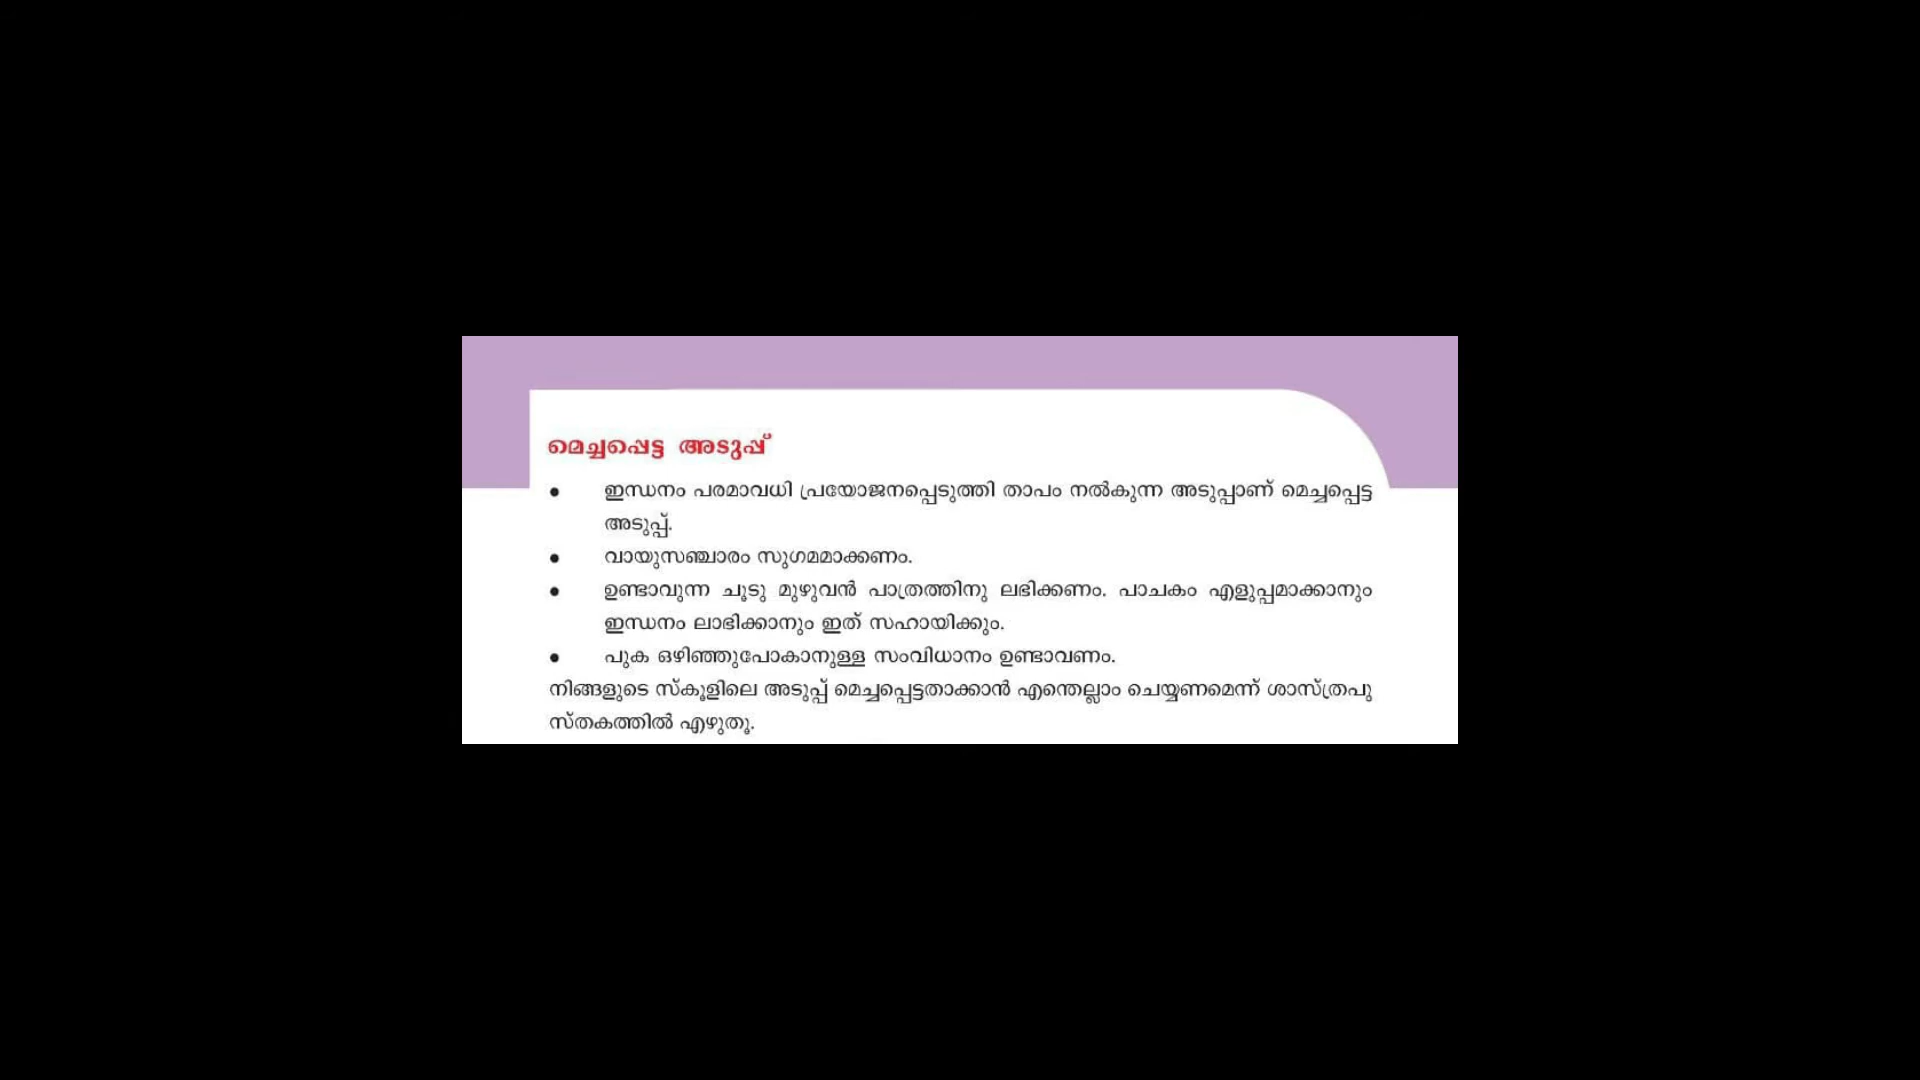 മെച്ചപ്പെട്ട അടുപ്പ്
● ഇന്ധനം പരമാവധി പ്രയോജനപ്പെടുത്തി താപം നൽകുന്ന അടുപ്പാണ് മെച്ചപ്പെട്ട
അടുപ്പ്.
● വായുസഞ്ചാരം സുഗമമാക്കണം.
● ഉണ്ടാവുന്ന ചൂടു മുഴുവൻ പാത്രത്തിനു ലഭിക്കണം. പാചകം എളുപ്പമാക്കാനും
ഇന്ധനം ലാഭിക്കാനും ഇത് സഹായിക്കും.
● പുക ഒഴിഞ്ഞുപോകാനുള്ള സംവിധാനം ഉണ്ടാവണം.
നിങ്ങളുടെ സ്കൂളിലെ അടുപ്പ് മെച്ചപ്പെട്ടതാക്കാൻ എന്തെല്ലാം ചെയ്യണമെന്ന് ശാസ്ത്രപു
സ്തകത്തിൽ എഴുതൂ.